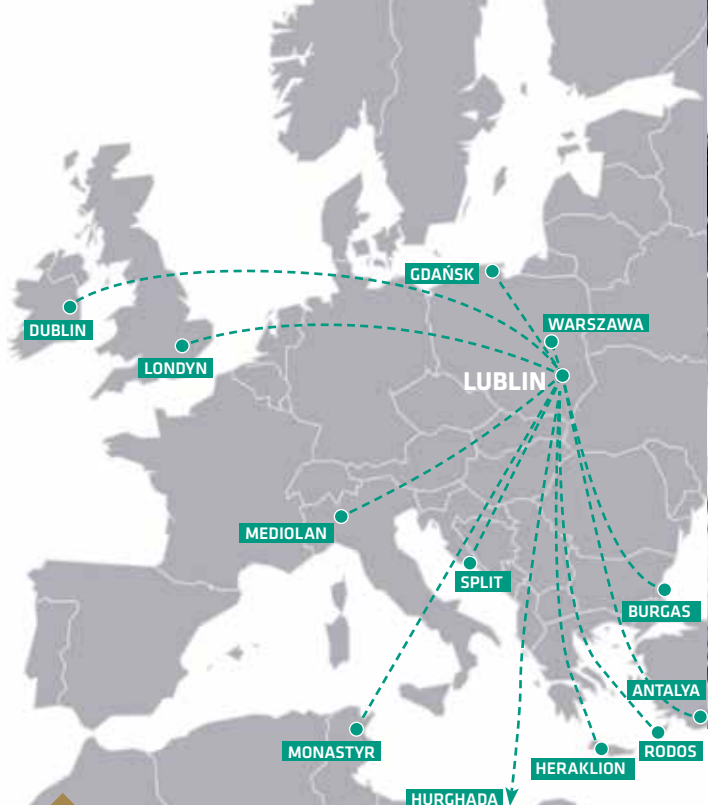 GDAŃSK
DUBLIN
WARSZAWA
LONDYN
LUBLIN
MEDIOLAN
SPLIT
BURGAS
ANTALYA
MONASTYR
RODOS
HERAKLION
HURGHADA